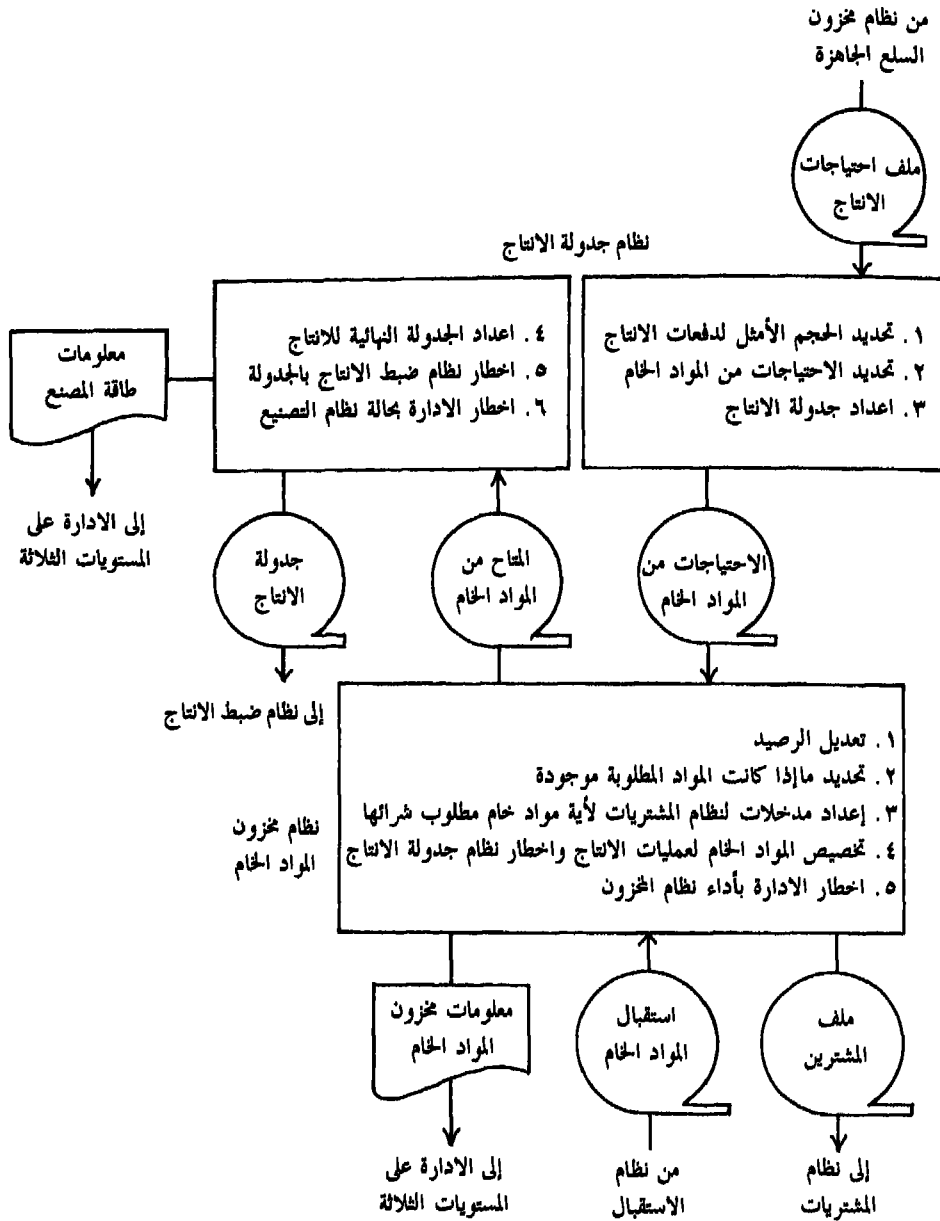 من نظام مخزون
السلع الجاهزة
ملف احتياجات
الانتاج
نظام جدولة الانتاج
١. تحديد الحجم الأمثل لدفعات الانتاج
٢. تحديد الاحتياجات من المواد الخام
٣. اعداد جدولة الانتاج
٤. اعداد الجدولة النهائية للانتاج
٥. اخطار نظام ضبط الانتاج بالجدولة
٦. اخطار الادارة بحالة نظام التصنيع
معلومات
طاقة المصنع
إلى الادارة على
المستويات الثلاثة
الاحتياجات من
المواد الخام
المتاح من
المواد الخام
جدولة
الانتاج
إلى نظام ضبط الانتاج
نظام مخزون
المواد الخام
١. تعديل الرصيد
٢. تحديد ماإذا كانت المواد المطلوبة موجودة
٣. إعداد مدخلات لنظام المشتريات لأية مواد خام مطلوب شرائها
٤. تخصيص المواد الخام لعمليات الانتاج واخطار نظام جدولة الانتاج
٥. اخطار الادارة بأداء نظام المخزون
ملف
المشترين
استقبال
المواد الخام
معلومات مخزون
المواد الخام
إلى نظام
المشتريات
من نظام
الاستقبال
إلى الادارة على
المستويات الثلاثة